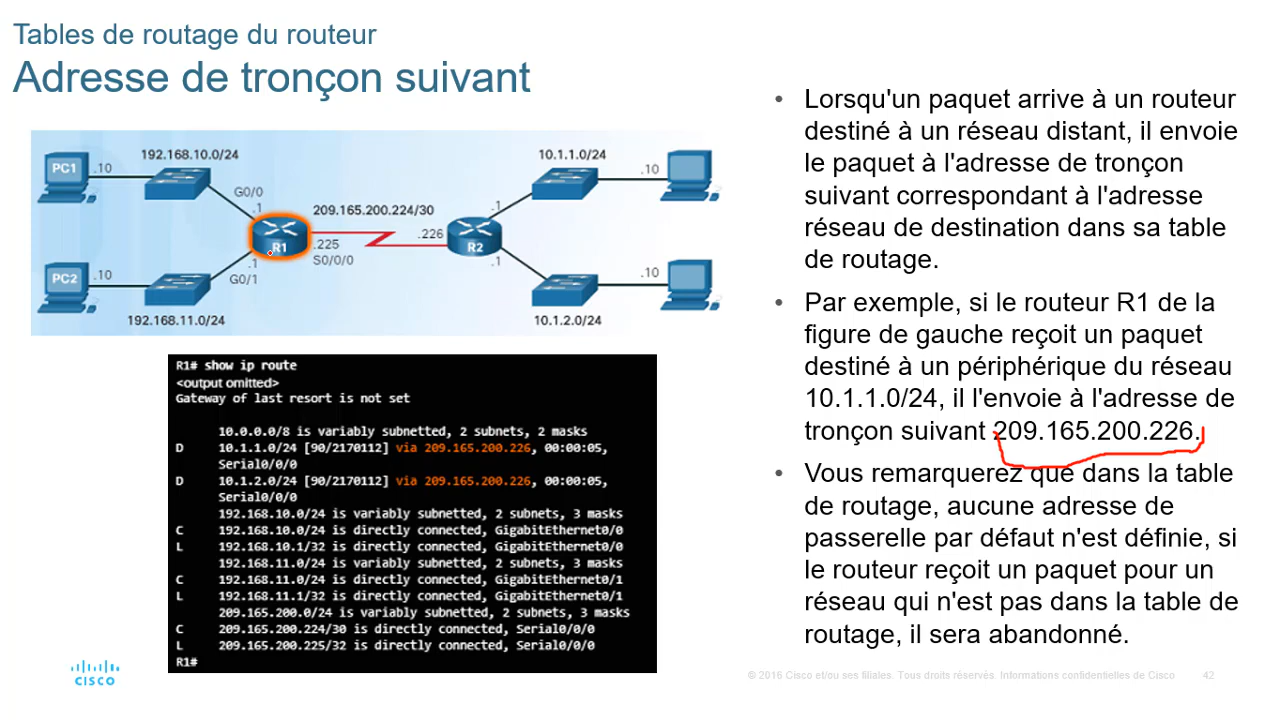 Tables de routage du routeur
Adresse de tronçon suivant
192.168.10.0/24
PC1
.10
G0/0
.1
209.165.200.224/30
R1
.225
S0/0/0
.226
R2
.1
.1
10.1.1.0/24
.10
.1
G0/1
PC2
.10
192.168.11.0/24
.10
10.1.2.0/24
R1# show ip route
<output omitted>
Gateway of last resort is not set
10.0.0.0/8 is variably subnetted, 2 subnets, 2 masks
D 10.1.1.0/24 [90/2170112] via 209.165.200.226, 00:00:05,
Serial0/0/0
D 10.1.2.0/24 [90/2170112] via 209.165.200.226, 00:00:05,
Serial0/0/0
192.168.10.0/24 is variably subnetted, 2 subnets, 3 masks
C 192.168.10.0/24 is directly connected, GigabitEthernet0/0
L 192.168.10.1/32 is directly connected, GigabitEthernet0/0
192.168.11.0/24 is variably subnetted, 2 subnets, 3 masks
C 192.168.11.0/24 is directly connected, GigabitEthernet0/1
L 192.168.11.1/32 is directly connected, GigabitEthernet0/1
209.165.200.0/24 is variably subnetted, 2 subnets, 3 masks
C 209.165.200.224/30 is directly connected, Serial0/0/0
L 209.165.200.225/32 is directly connected, Serial0/0/0
R1#
• Lorsqu'un paquet arrive à un routeur
destiné à un réseau distant, il envoie
le paquet à l'adresse de tronçon
suivant correspondant à l'adresse
réseau de destination dans sa table
de routage.
• Par exemple, si le routeur R1 de la
figure de gauche reçoit un paquet
destiné à un périphérique du réseau
10.1.1.0/24, il l'envoie à l'adresse de
tronçon suivant 209.165.200.226.
• Vous remarquerez que dans la table
de routage, aucune adresse de
passerelle par défaut n'est définie, si
le routeur reçoit un paquet pour un
réseau qui n'est pas dans la table de
routage, il sera abandonné.
CISCO
© 2016 Cisco et/ou ses filiales. Tous droits réservés. Informations confidentielles de Cisco
42